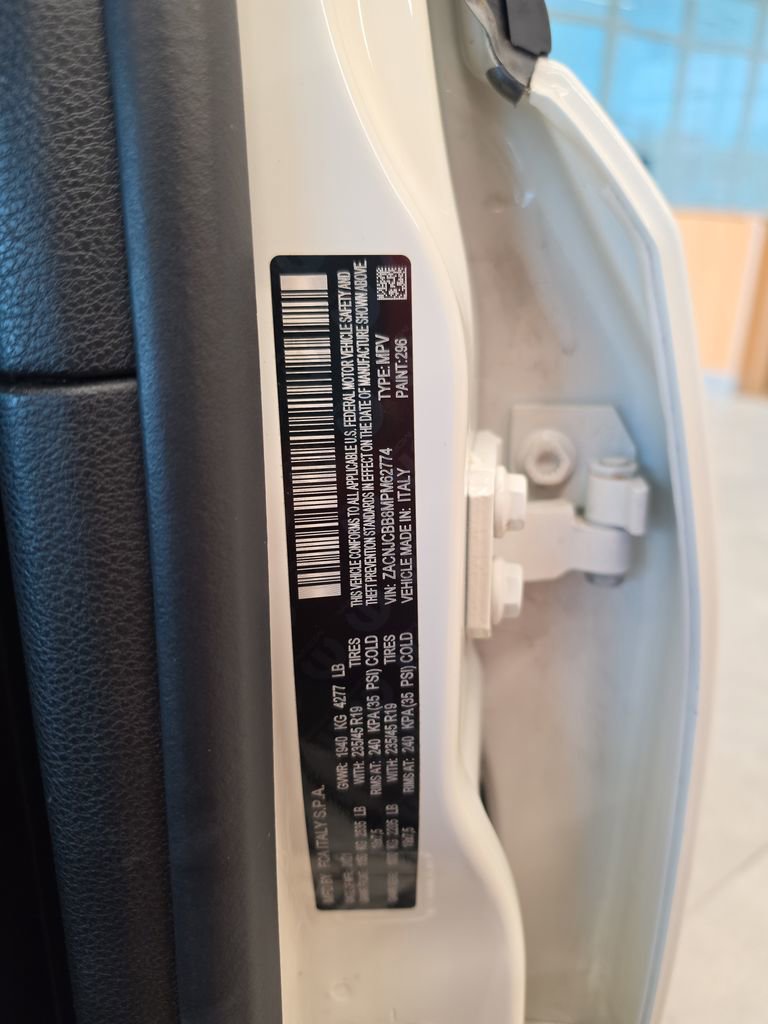 MFD BY FCA ITALY S.P.A.
GVWR: 1940 KG 4277 LB
LB WITH: 235/45 R19 TIRES
RIMS AT: 240 KPA (35 PSI) COLD
LB WITH: 235/45 R19 TIRES
RIMS AT: 240 KPA (35 PSI) COLD
THIS VEHICLE CONFORMS TO ALL APPLICABLE U.S. FEDERAL MOTOR VEHICLE SAFETY AND
THEFT PREVENTION STANDARDS IN EFFECT ON THE DATE OF MANUFACTURE SHOWN ABOVE.
VIN: ZACNJCBB8MPM62774 TYPE: MPV
VEHICLE MADE IN: ITALY PAINT: 296